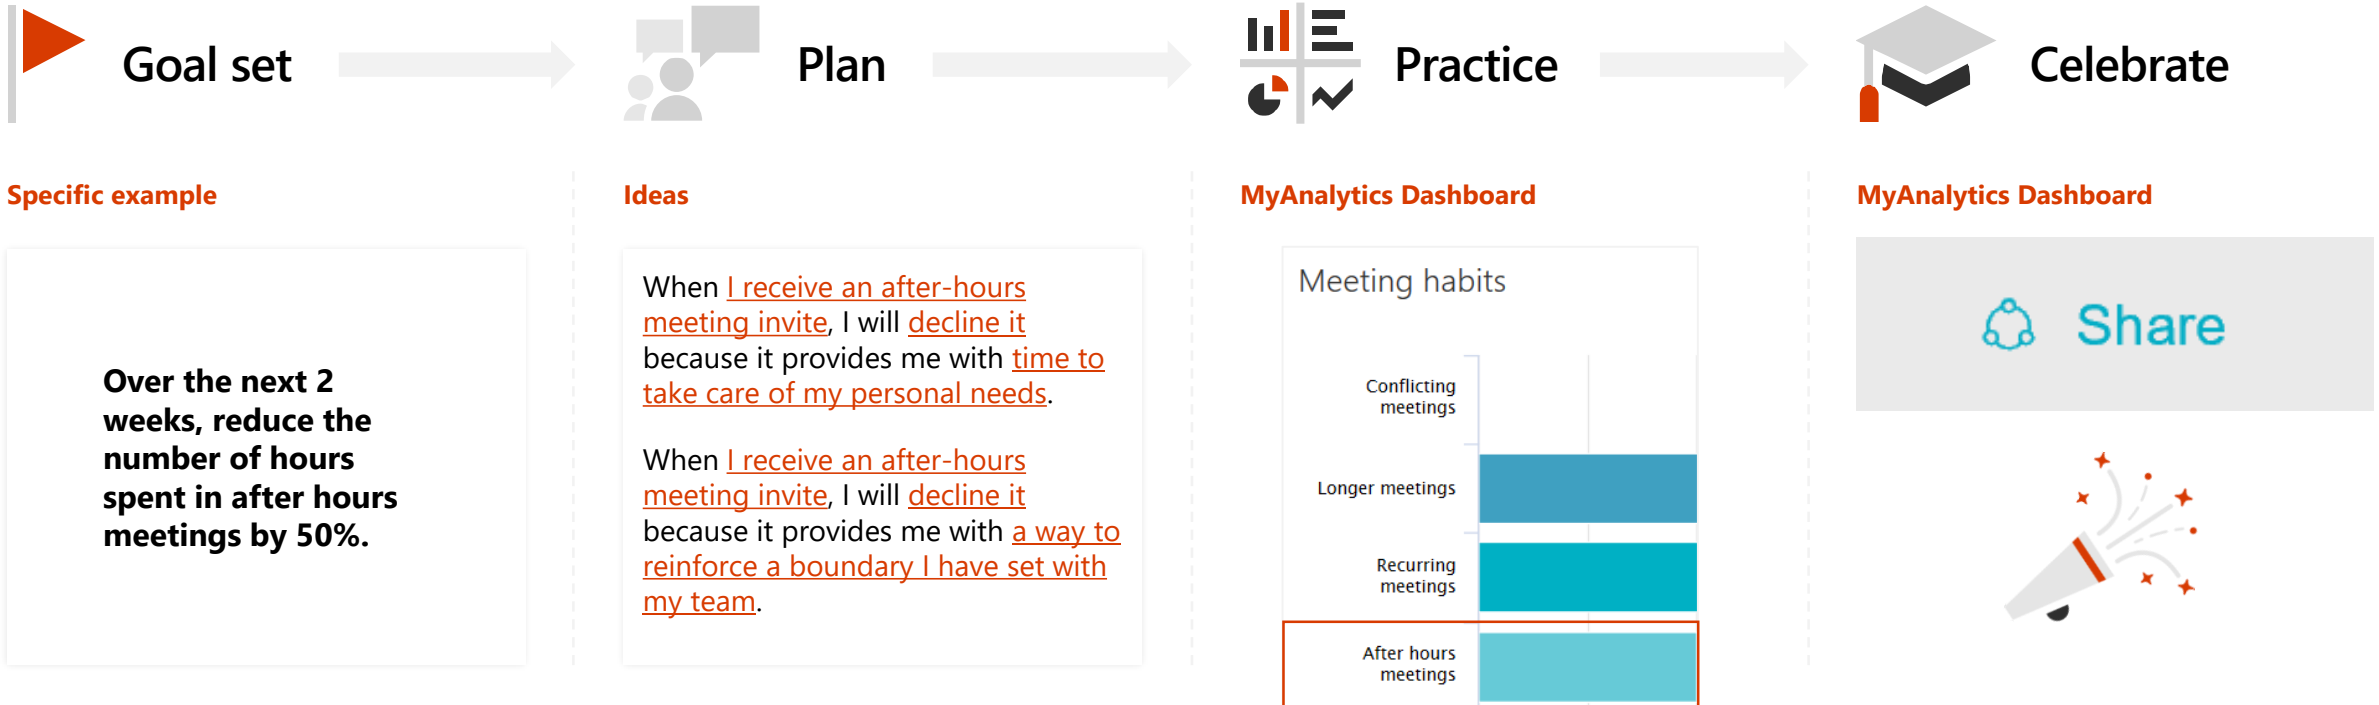 Goal set
Plan
Practice
Celebrate
Specific example
Over the next 2
weeks, reduce the
number of hours
spent in after hours
meetings by 50%.
Ideas
When I receive an after-hours
meeting invite, I will decline it
because it provides me with time to
take care of my personal needs.
When I receive an after-hours
meeting invite, I will decline it
because it provides me with a way to
reinforce a boundary I have set with
my team.
MyAnalytics Dashboard
Meeting habits
Conflicting
meetings
Longer meetings
Recurring
meetings
After hours
meetings
MyAnalytics Dashboard
Share